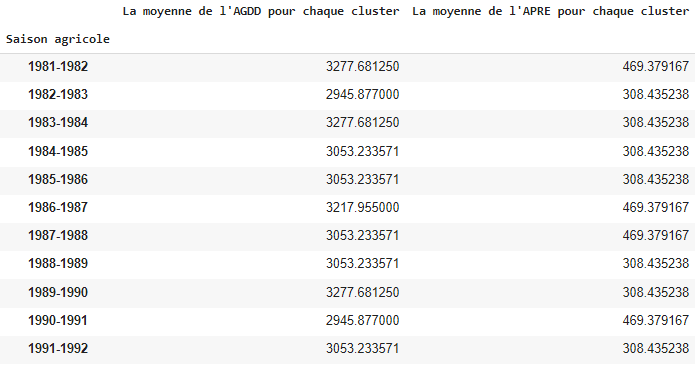 La moyenne de l'AGDD pour chaque cluster La moyenne de l'APRE pour chaque cluster
Saison agricole
1981-1982 3277.681250 469.379167
1982-1983 2945.877000 308.435238
1983-1984 3277.681250 308.435238
1984-1985 3053.233571 308.435238
1985-1986 3053.233571 308.435238
1986-1987 3217.955000 469.379167
1987-1988 3053.233571 469.379167
1988-1989 3053.233571 308.435238
1989-1990 3277.681250 308.435238
1990-1991 2945.877000 469.379167
1991-1992 3053.233571 308.435238